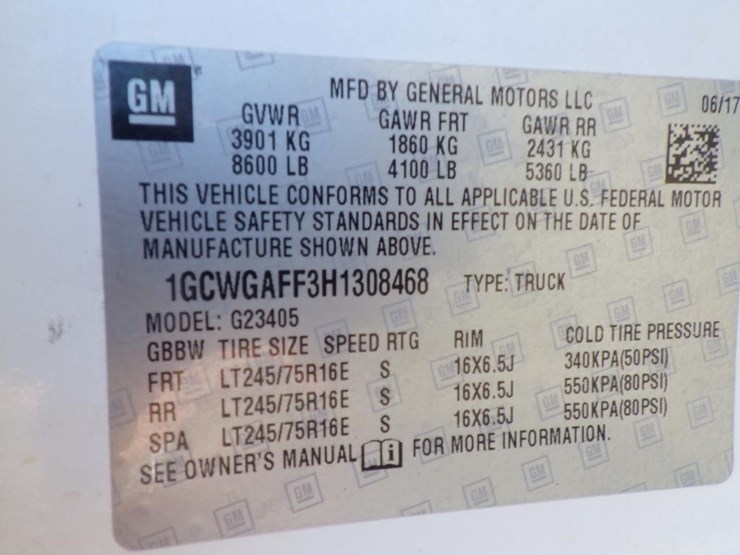 GM
MFD BY GENERAL MOTORS LLC 06/17
GVWR GAWR FRT GAWR RR
3901 KG 1860 KG 2431 KG
8600 LB 4100 LB 5360 LB
THIS VEHICLE CONFORMS TO ALL APPLICABLE U.S. FEDERAL MOTOR
VEHICLE SAFETY STANDARDS IN EFFECT ON THE DATE OF
MANUFACTURE SHOWN ABOVE.
1GCWGAFF3H1308468 TYPE: TRUCK
MODEL: G23405
GBBW TIRE SIZE SPEED RTG RIM COLD TIRE PRESSURE
FRT LT245/75R16E S 16X6.5J 340KPA(50PSI)
RR LT245/75R16E S 16X6.5J 550KPA(80PSI)
SPA LT245/75R16E S 16X6.5J 550KPA(80PSI)
SEE OWNER'S MANUAL i FOR MORE INFORMATION.